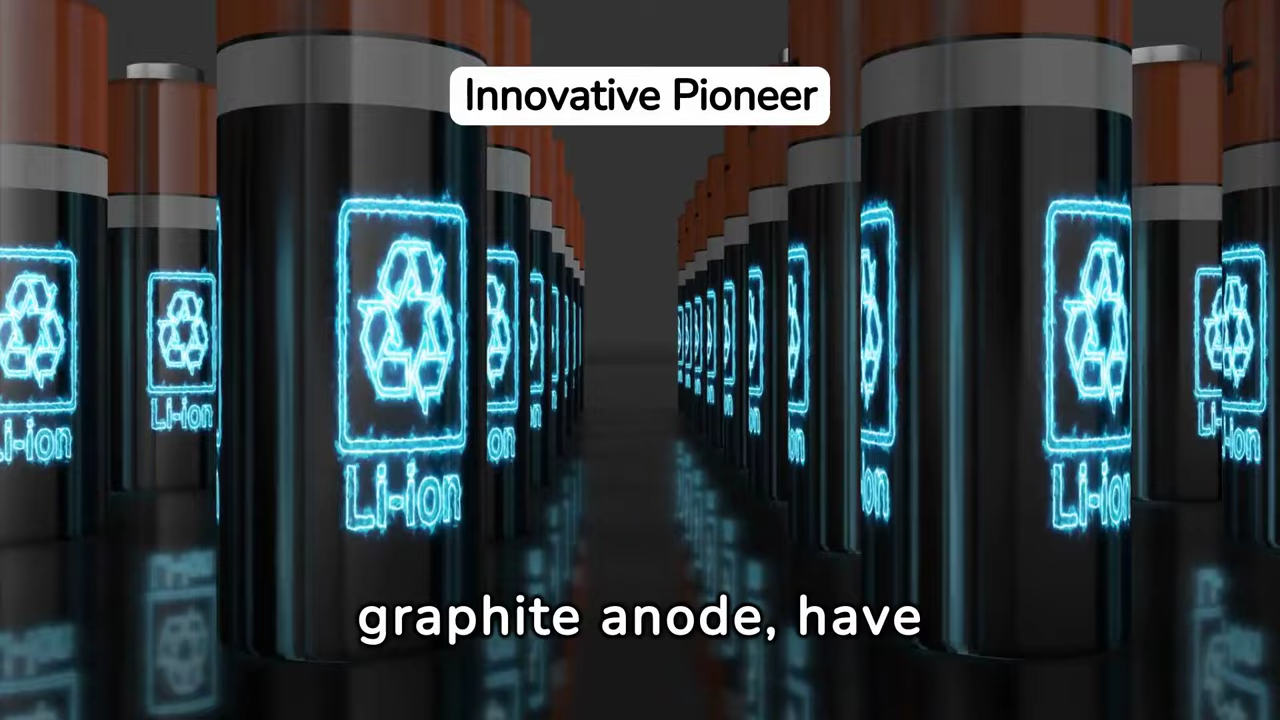 Innovative Pioneer
Li-ion
Li-ion
Li-ion
Li-ion
graphite anode, have